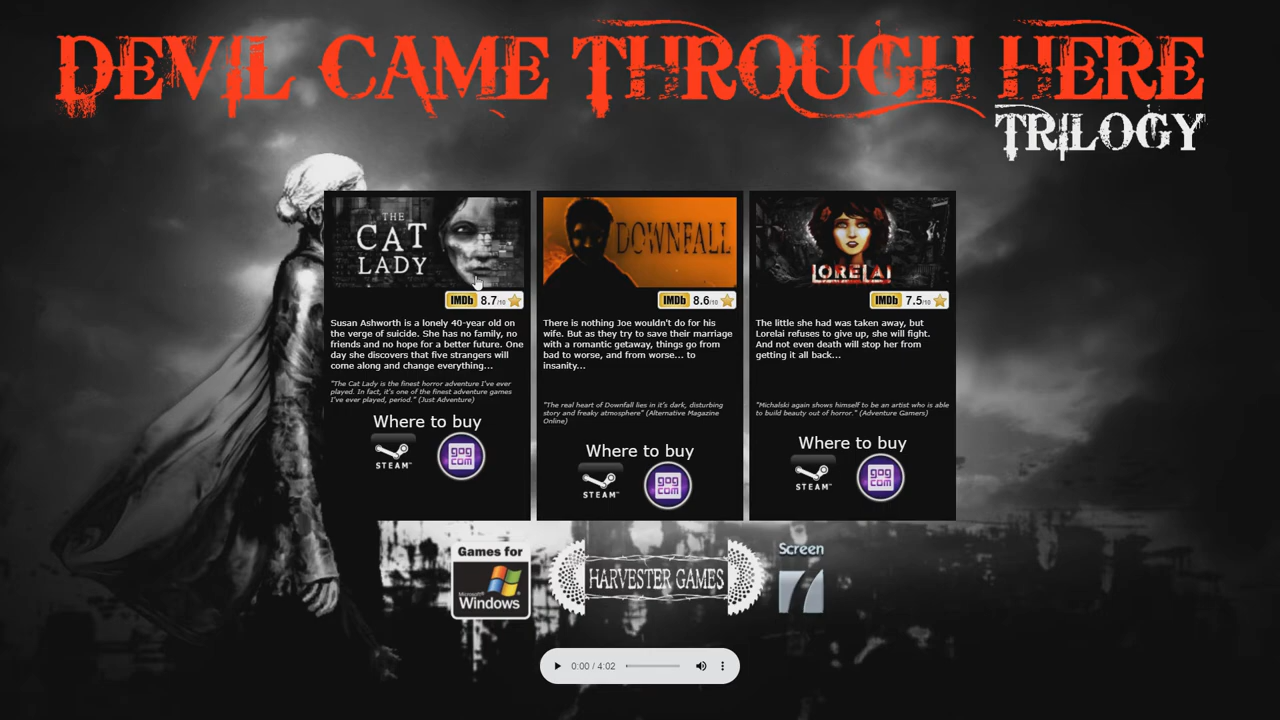 DEVIL CAME THROUGH HERE
TRILOGY
THE
CAT
LADY
IMDb 8.7/10
Susan Ashworth is a lonely 40-year old on
the verge of suicide. She has no family, no
friends and no hope for a better future. One
day she discovers that five strangers will
come along and change everything...
"The Cat Lady is the finest horror adventure I've ever
played. In fact, it's one of the finest adventure games
I've ever played, period." (Just Adventure)
Where to buy
STEAM™
gog
com
DOWNFALL
IMDb 8.6/10
There is nothing Joe wouldn't do for his
wife. But as they try to save their marriage
with a romantic getaway, things go from
bad to worse, and from worse... to
insanity...
"The real heart of Downfall lies in it's dark, disturbing
story and freaky atmosphere" (Alternative Magazine
Online)
Where to buy
STEAM™
gog
com
LORELAI
IMDb 7.5/10
The little she had was taken away, but
Lorelai refuses to give up, she will fight.
And not even death will stop her from
getting it all back...
"Michalski again shows himself to be an artist who is able
to build beauty out of horror." (Adventure Gamers)
Where to buy
STEAM™
gog
com
Games for
Microsoft®
Windows®
HARVESTER GAMES
Screen
7
0:00 / 4:02